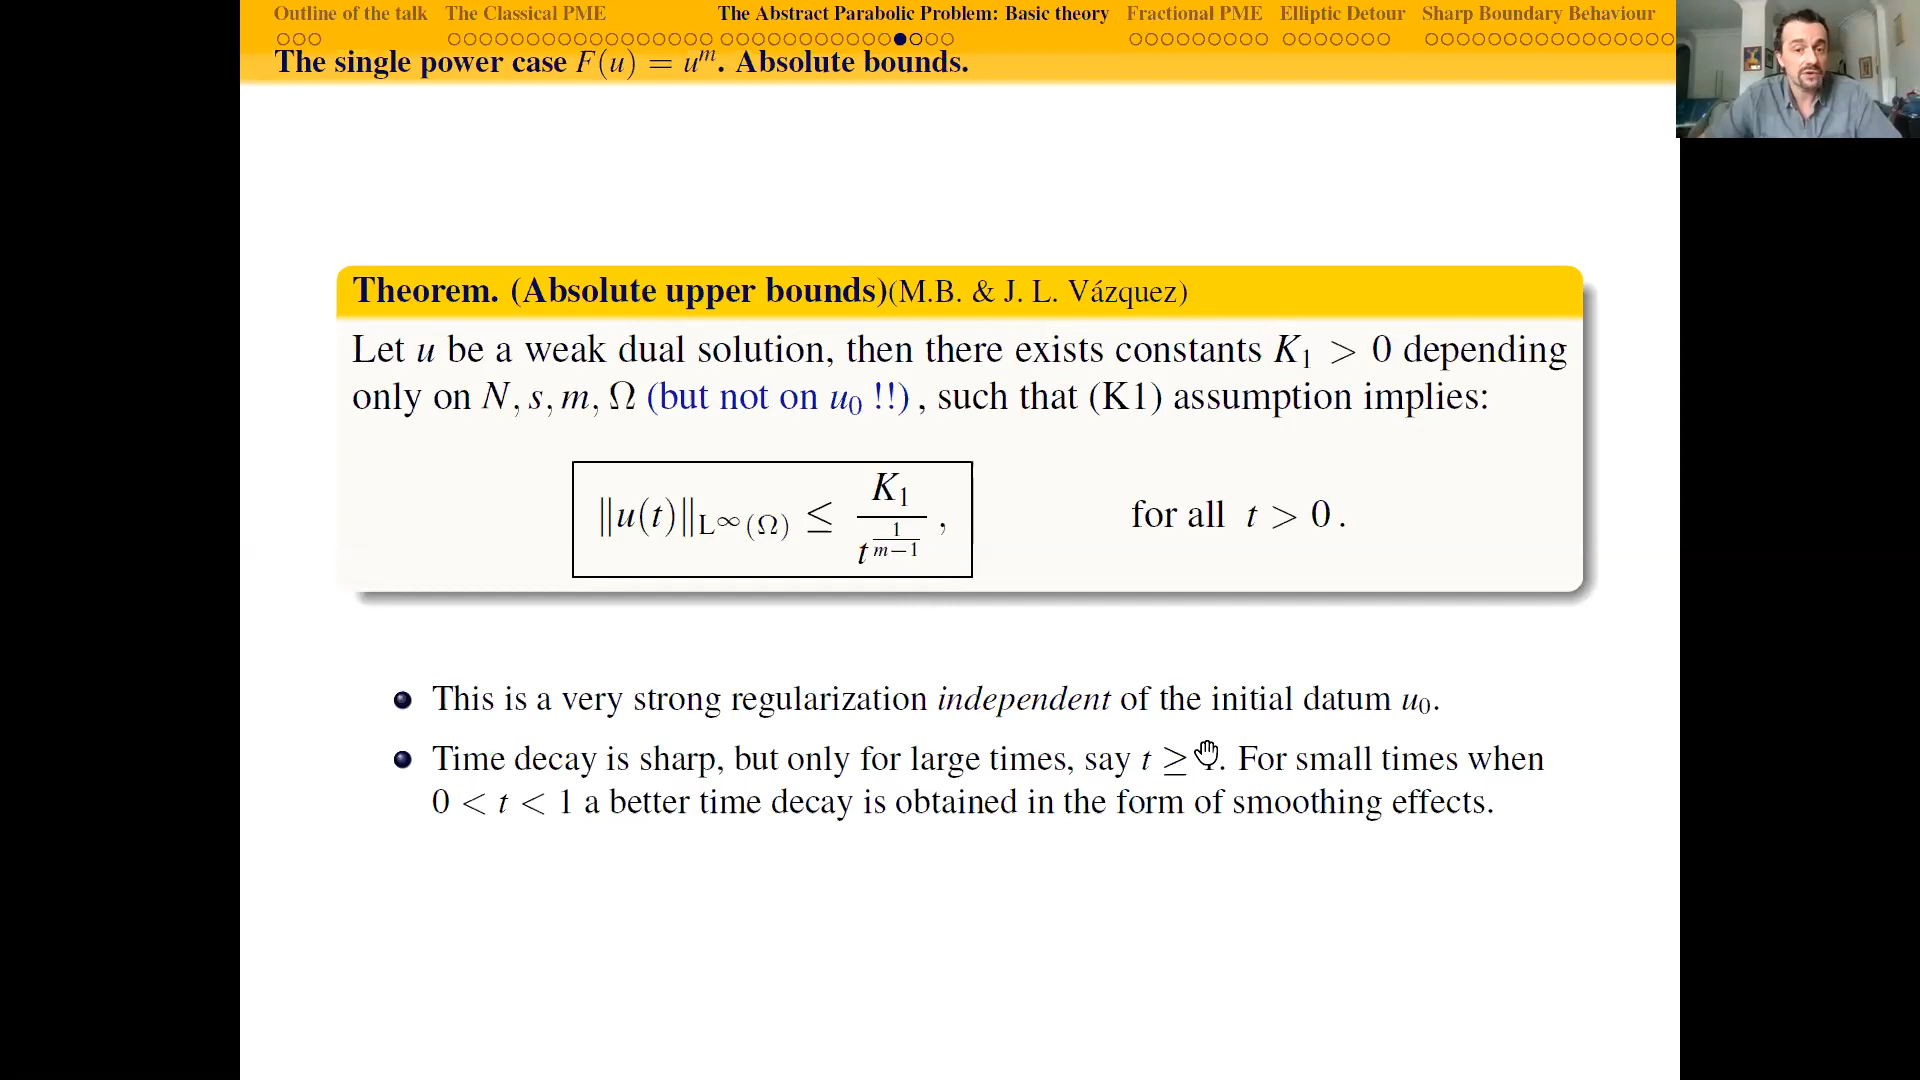 Outline of the talk The Classical PME The Abstract Parabolic Problem: Basic theory Fractional PME Elliptic Detour Sharp Boundary Behaviour
The single power case F(u) = u^m. Absolute bounds.
Theorem. (Absolute upper bounds)(M.B. & J. L. Vázquez)
Let u be a weak dual solution, then there exists constants K₁ > 0 depending
only on N, s, m, Ω (but not on u₀ !!) , such that (K1) assumption implies:
‖u(t)‖_{L^∞(Ω)} ≤ K₁ / t^{1/(m−1)} , for all t > 0 .
This is a very strong regularization independent of the initial datum u₀.
Time decay is sharp, but only for large times, say t ≥ . For small times when
0 < t < 1 a better time decay is obtained in the form of smoothing effects.